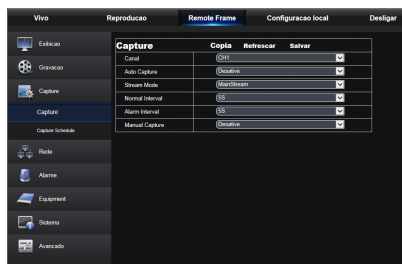 Vivo Reproducao Remote Frame Configuracao local Desligar
Exibicao
Gravacao
Capture
Capture
Capture Schedule
Rede
Alarme
Equipment
Sistema
Avancado
Capture Copia Refrescar Salvar
Canal CH1
Auto Capture Desative
Stream Mode MainStream
Normal Interval 5S
Alarm Interval 5S
Manual Capture Desative